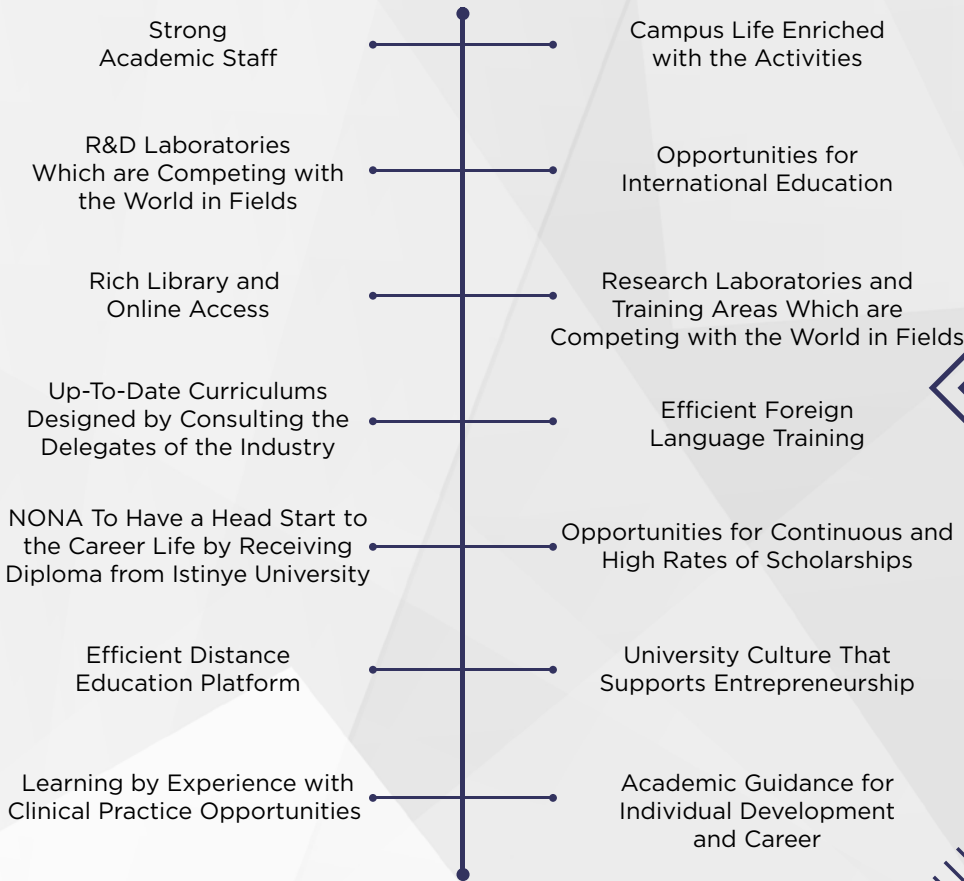 Strong
Academic Staff
Campus Life Enriched
with the Activities
R&D Laboratories
Which are Competing with
the World in Fields
Opportunities for
International Education
Rich Library and
Online Access
Research Laboratories and
Training Areas Which are
Competing with the World in Fields
Up-To-Date Curriculums
Designed by Consulting the
Delegates of the Industry
Efficient Foreign
Language Training
NONA To Have a Head Start to
the Career Life by Receiving
Diploma from Istinye University
Opportunities for Continuous and
High Rates of Scholarships
Efficient Distance
Education Platform
University Culture That
Supports Entrepreneurship
Learning by Experience with
Clinical Practice Opportunities
Academic Guidance for
Individual Development
and Career